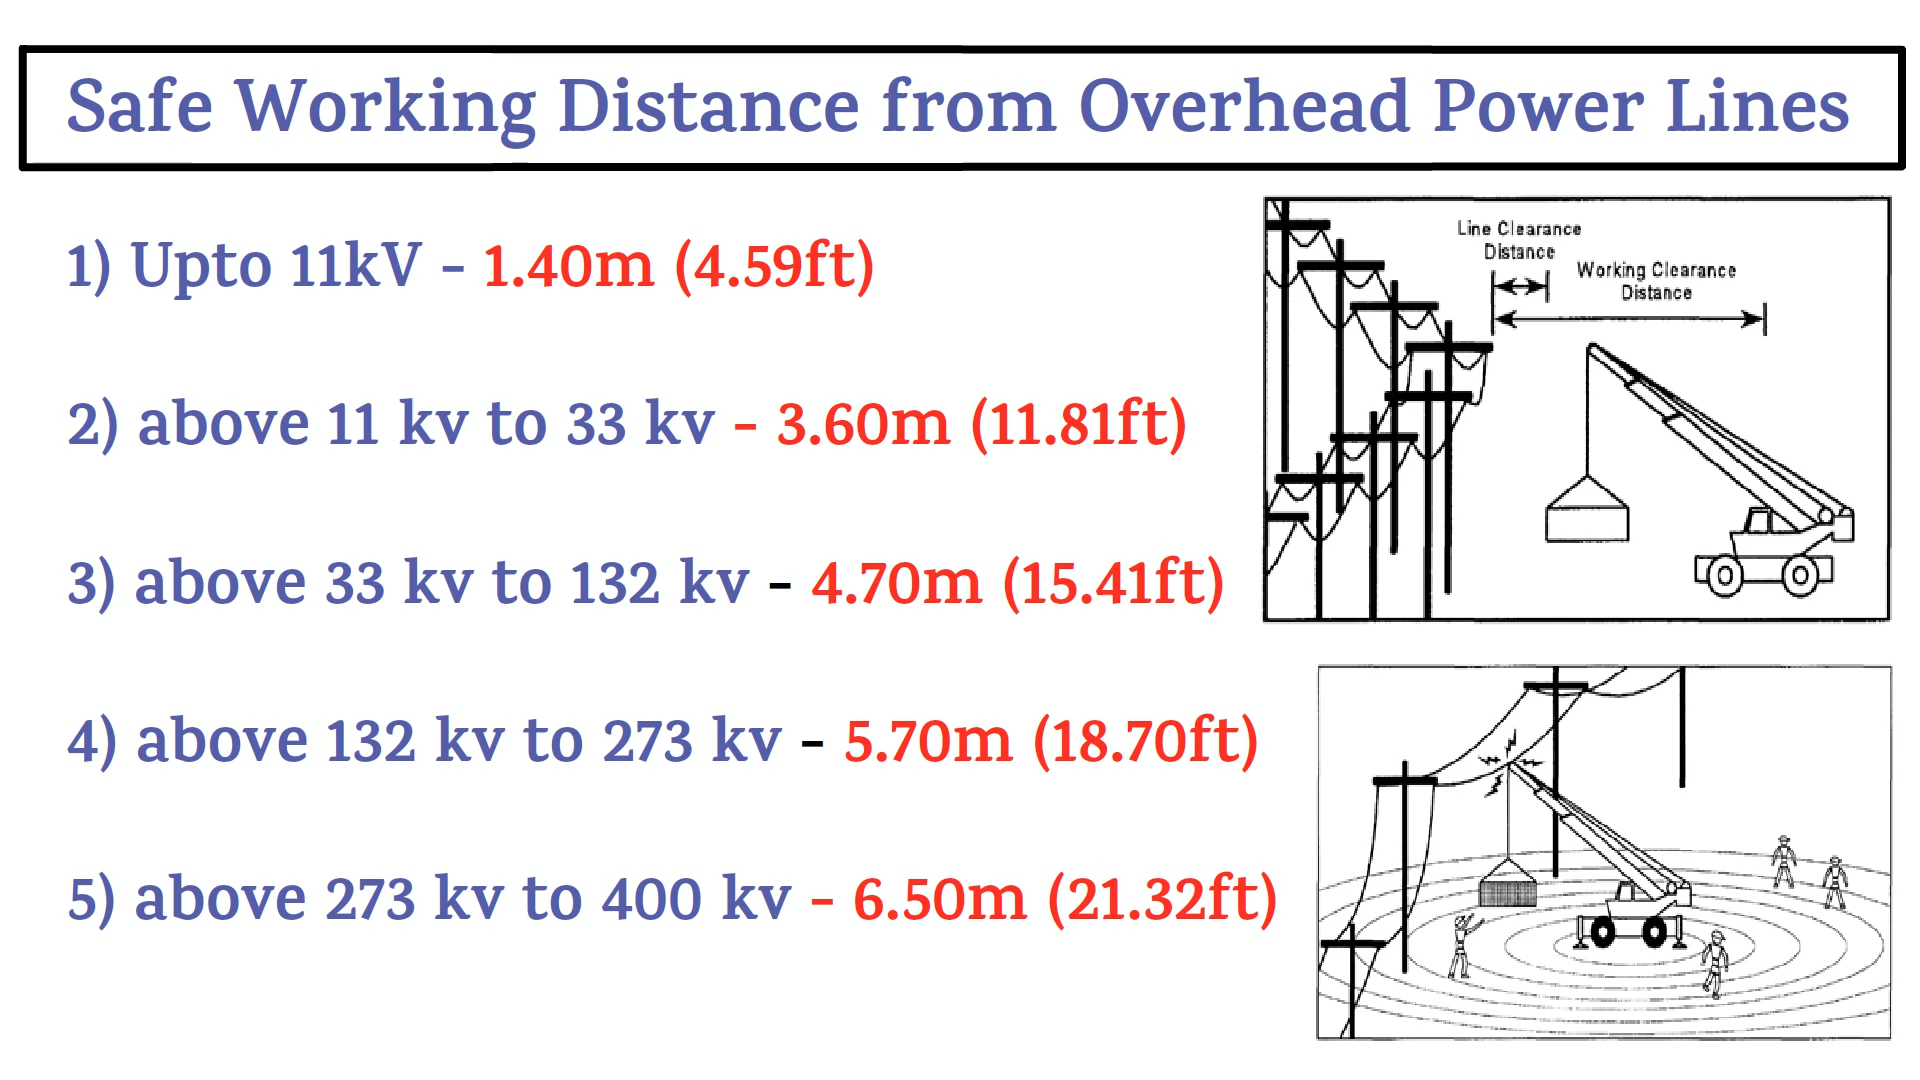 Safe Working Distance from Overhead Power Lines
1) Upto 11kV - 1.40m (4.59ft)
2) above 11 kv to 33 kv - 3.60m (11.81ft)
3) above 33 kv to 132 kv - 4.70m (15.41ft)
4) above 132 kv to 273 kv - 5.70m (18.70ft)
5) above 273 kv to 400 kv - 6.50m (21.32ft)
Line Clearance
Distance
Working Clearance
Distance